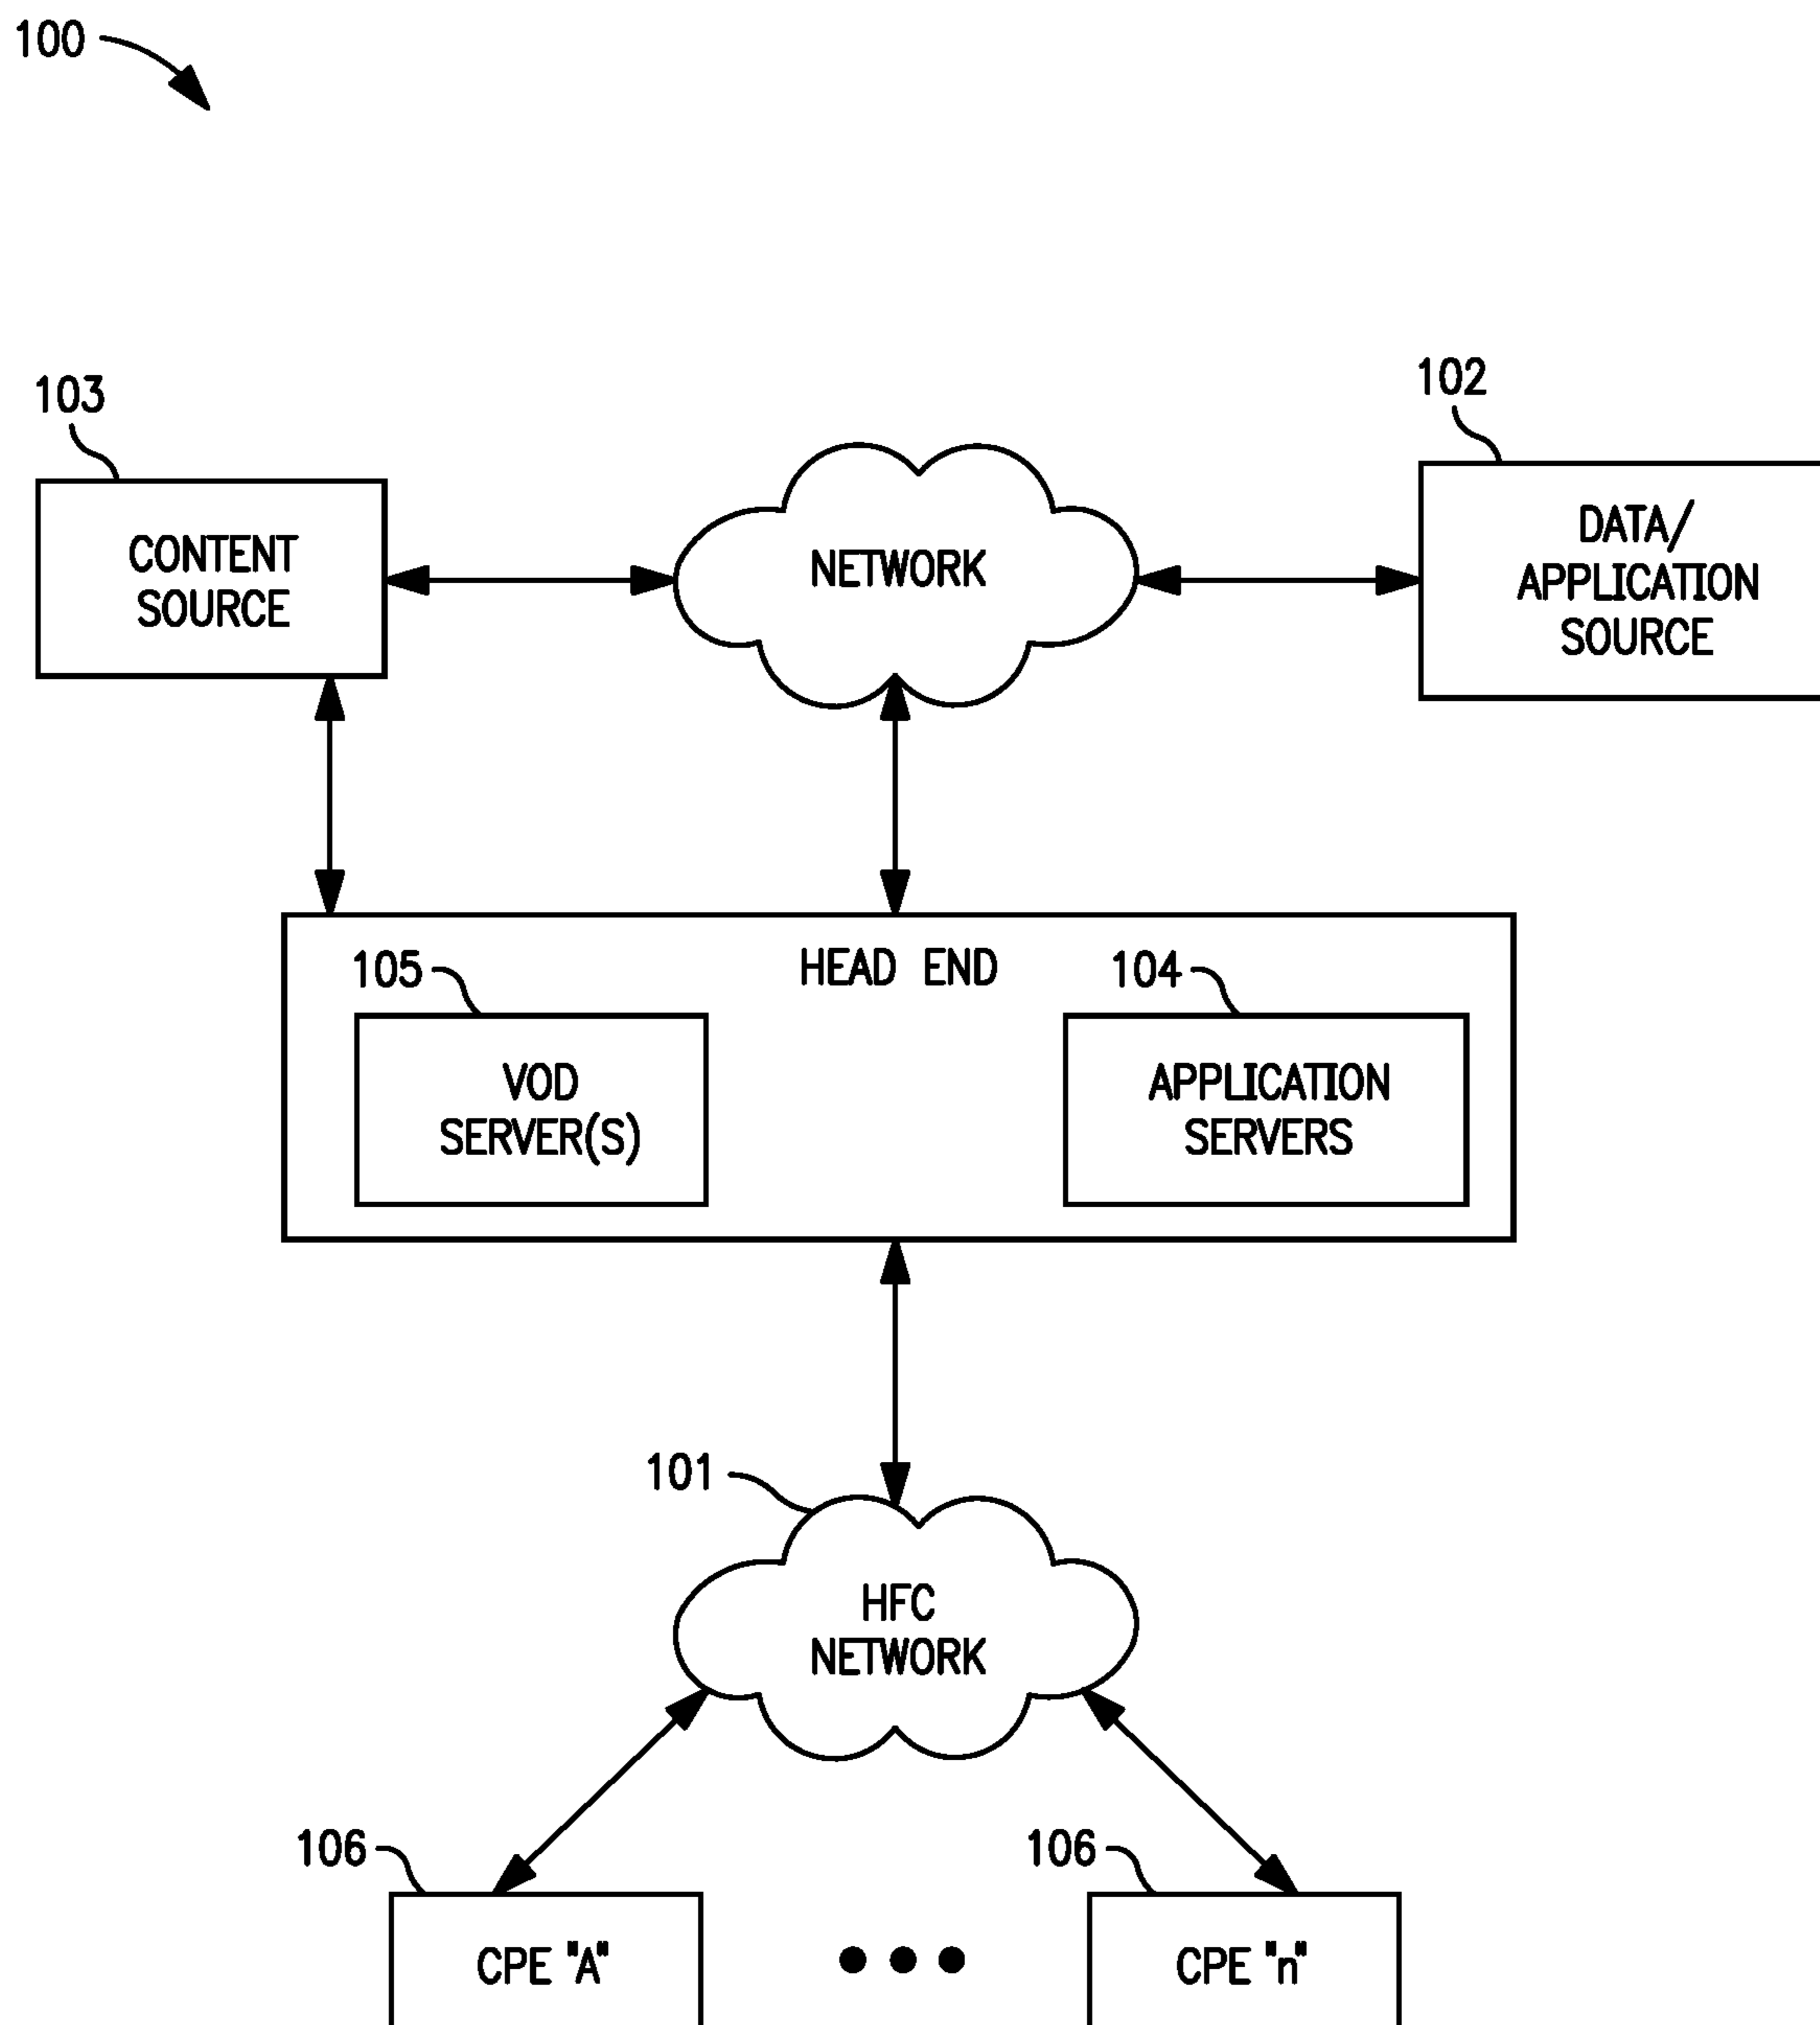 100
103
102
CONTENT
SOURCE
NETWORK
DATA/
APPLICATION
SOURCE
HEAD END
105
104
VOD
SERVER(S)
APPLICATION
SERVERS
101
HFC
NETWORK
106
106
CPE "A"
CPE "n"